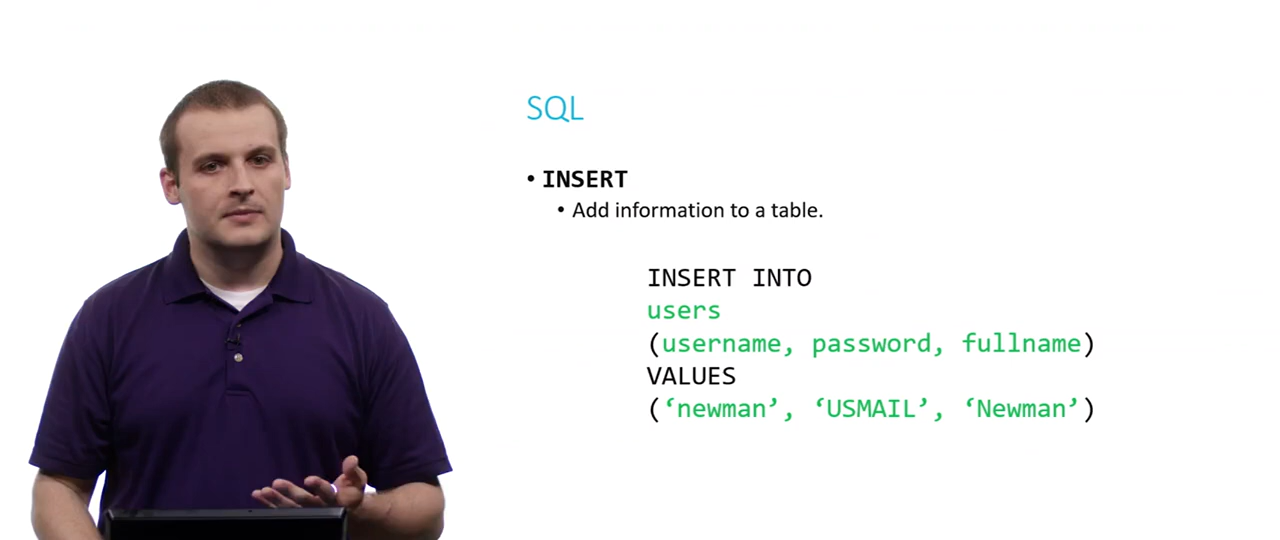 SQL
• INSERT
• Add information to a table.
INSERT INTO
users
(username, password, fullname)
VALUES
(‘newman’, ‘USMAIL’, ‘Newman’)